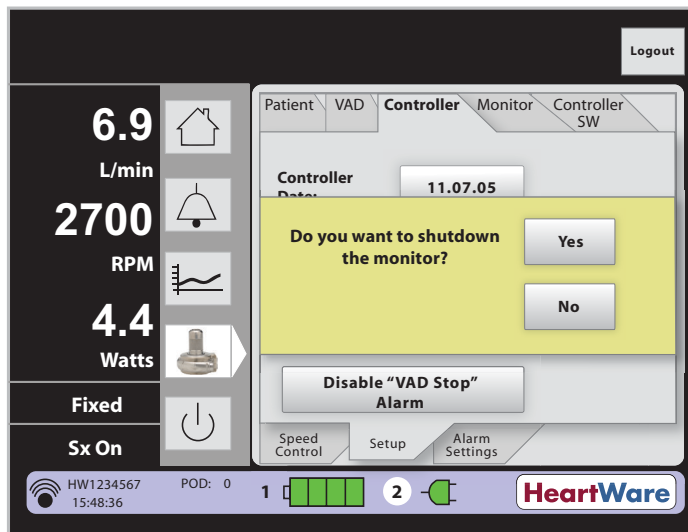 Logout
6.9
L/min
2700
RPM
4.4
Watts
Fixed
Sx On
Patient VAD Controller Monitor Controller
SW
Controller 11.07.05
Date:
Do you want to shutdown
the monitor?
Yes
No
Disable “VAD Stop”
Alarm
Speed
Control
Setup
Alarm
Settings
HW1234567 POD: 0
15:48:36
1 2
HeartWare